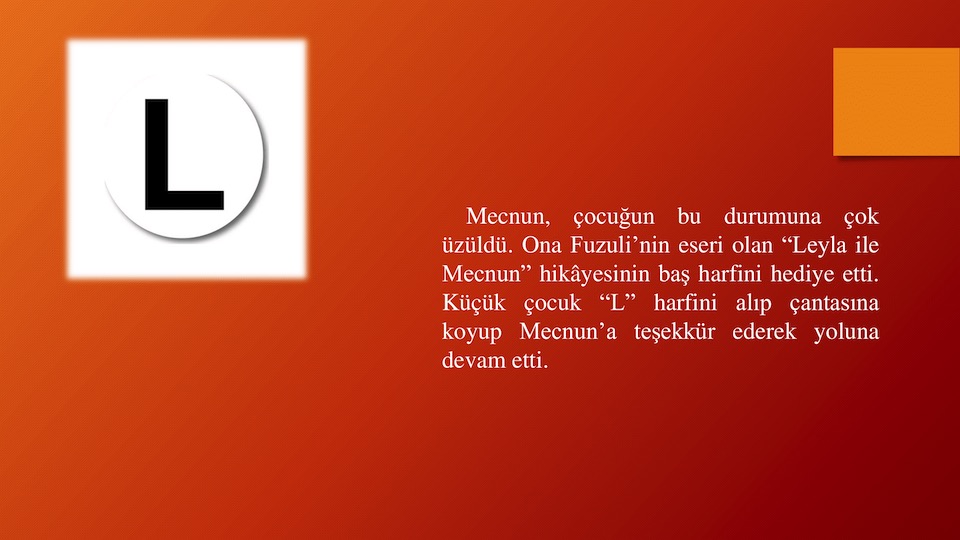 L
Mecnun, çocuğun bu durumuna çok
üzüldü. Ona Fuzuli’nin eseri olan “Leyla ile
Mecnun” hikâyesinin baş harfini hediye etti.
Küçük çocuk “L” harfini alıp çantasına
koyup Mecnun’a teşekkür ederek yoluna
devam etti.